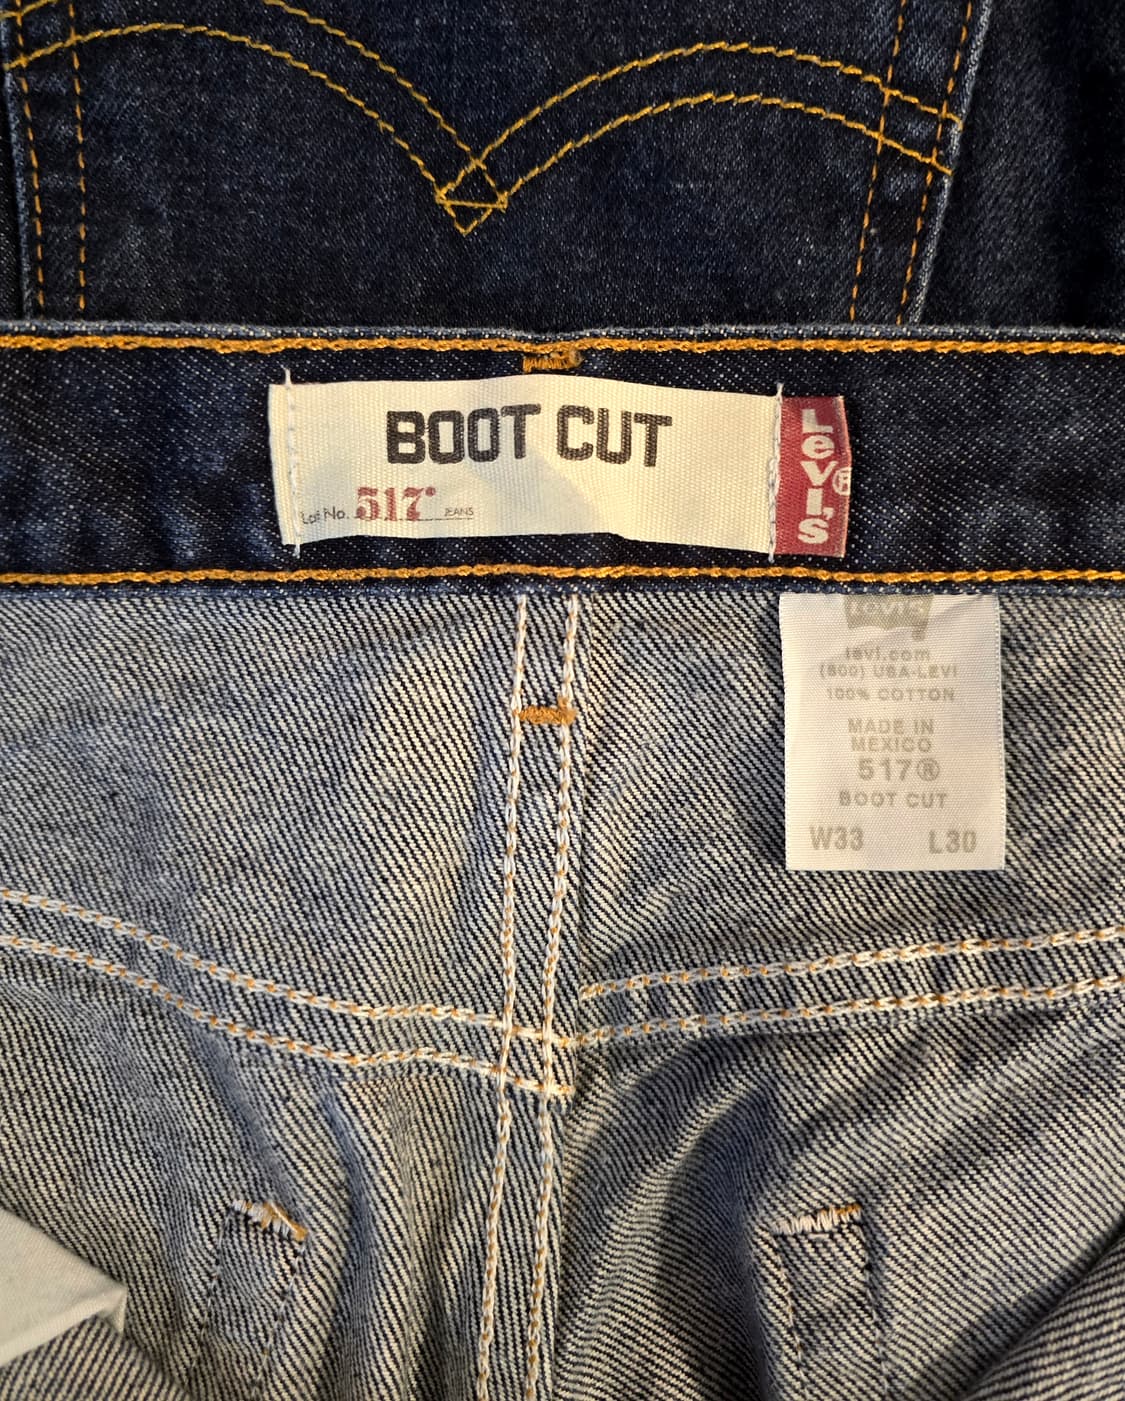 BOOT CUT
Lot No. 517® JEANS
Levi's®
LEVI'S
levi.com
(800) USA-LEVI
100% COTTON
MADE IN
MEXICO
517®
BOOT CUT
W33 L30